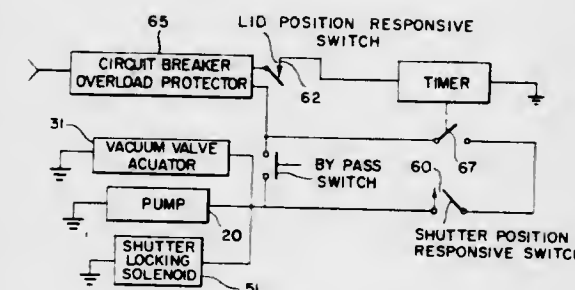 65
LID POSITION RESPONSIVE
SWITCH
CIRCUIT BREAKER
OVERLOAD PROTECTOR
62
TIMER
31
VACUUM VALVE
ACTUATOR
BY PASS
SWITCH
60
67
PUMP
20
SHUTTER POSITION
RESPONSIVE SWITCH
SHUTTER
LOCKING
SOLENOID
51